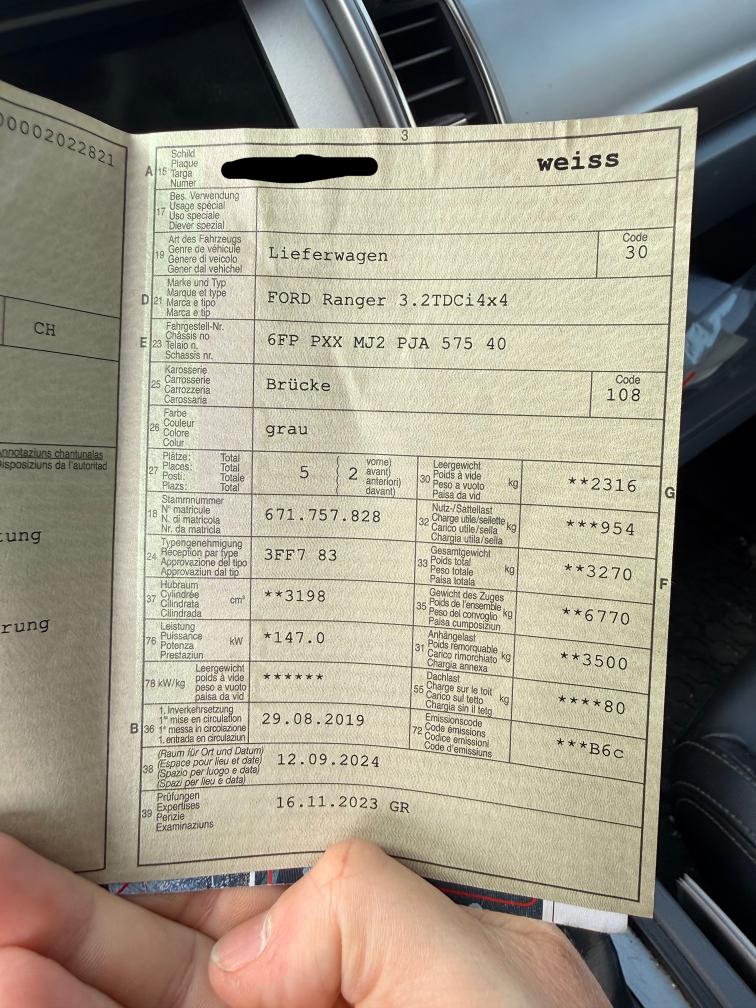 00002022821
CH
Annotaziuns chantunalas
Disposiziuns da l'autoritad
tung
rung
3
A 15 Schild
Plaque
Targa
Numer
weiss
17 Bes. Verwendung
Usage spécial
Uso speciale
Diever spezial
19 Art des Fahrzeugs
Genre de véhicule
Genere di veicolo
Gener dal vehichel
Lieferwagen
Code
30
D 21 Marke und Typ
Marque et type
Marca e tipo
Marca e tip
FORD Ranger 3.2TDCi4x4
E 23 Fahrgestell-Nr.
Châssis no
Telaio n.
Schassis nr.
6FP PXX MJ2 PJA 575 40
25 Karosserie
Carrosserie
Carrozzeria
Carossaria
Brücke
Code
108
26 Farbe
Couleur
Colore
Colur
grau
27 Plätze: Total
Places: Total
Posti: Totale
Plazs: Total
5 ( 2 vorne)
avant)
anteriori)
davant)
30 Leergewicht
Poids à vide
Peso a vuoto
Paisa da vid
kg
**2316
G
18 Stammnummer
N° matricule
N. di matricola
Nr. da matricla
671.757.828
32 Nutz-/Sattellast
Charge utile/sellette
Carico utile/sella
Chargia utila/sella
kg
***954
24 Typengenehmigung
Réception par type
Approvazione del tipo
Approvaziun dal tip
3FF7 83
33 Gesamtgewicht
Poids total
Peso totale
Paisa totala
kg
**3270
F
37 Hubraum
Cylindrée
Cilindrata
Cilindrada
cm³
**3198
35 Gewicht des Zuges
Poids de l'ensemble
Peso del convoglio
Paisa cumposiziun
kg
**6770
76 Leistung
Puissance
Potenza
Prestaziun
kW
*147.0
31 Anhängelast
Poids remorquable
Carico rimorchiato
Chargia annexa
kg
**3500
78 kW/kg Leergewicht
poids à vide
peso a vuoto
paisa da vid
******
55 Dachlast
Charge sur le toit
Carico sul tetto
Chargia sin il tetg
kg
****80
B 36 1. Inverkehrsetzung
1re mise en circulation
1a messa in circolazione
1. entrada en circulaziun
29.08.2019
72 Emissionscode
Code émissions
Codice emissioni
Code d'emissiuns
***B6c
38 (Raum für Ort und Datum)
(Espace pour lieu et date)
(Spazio per luogo e data)
(Spazi per lieu e data)
12.09.2024
39 Prüfungen
Expertises
Perizie
Examinaziuns
16.11.2023 GR